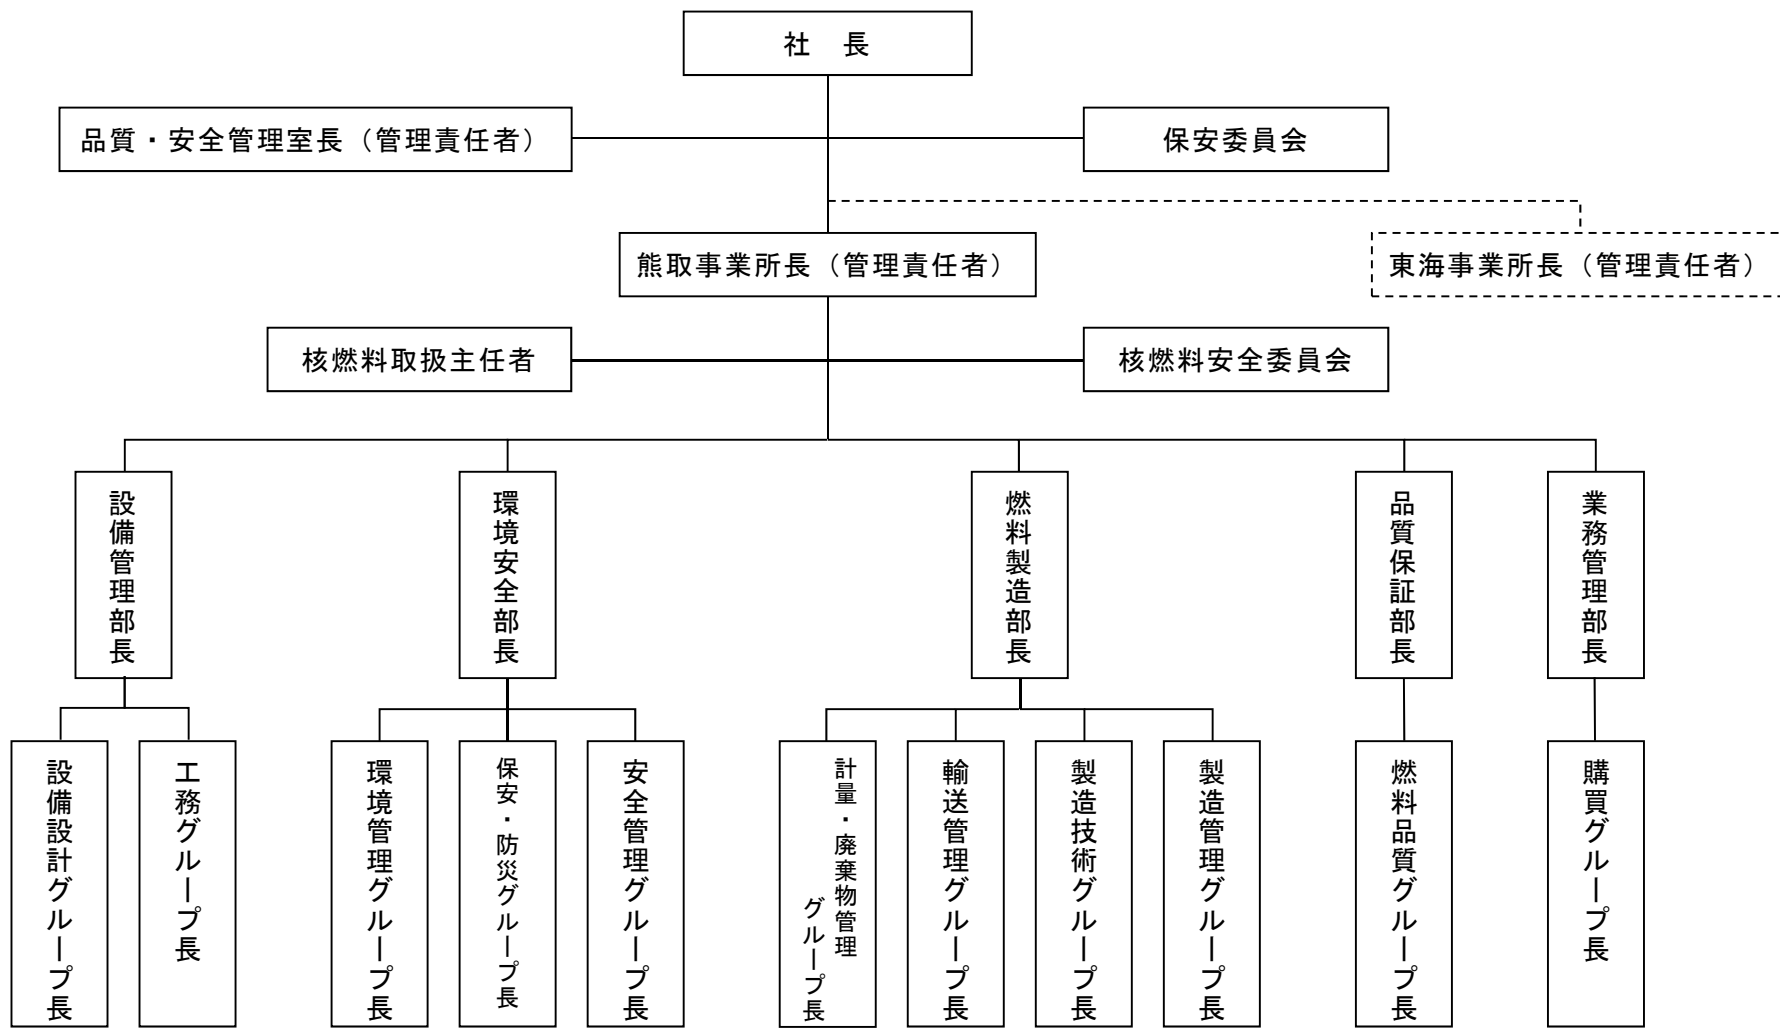 社　長
品質・安全管理室長（管理責任者）
保安委員会
熊取事業所長（管理責任者）
東海事業所長（管理責任者）
核燃料取扱主任者
核燃料安全委員会
設備管理部長
環境安全部長
燃料製造部長
品質保証部長
業務管理部長
設備設計グループ長
工務グループ長
環境管理グループ長
保安・防災グループ長
安全管理グループ長
計量・廃棄物管理
グループ長
輸送管理グループ長
製造技術グループ長
製造管理グループ長
燃料品質グループ長
購買グループ長